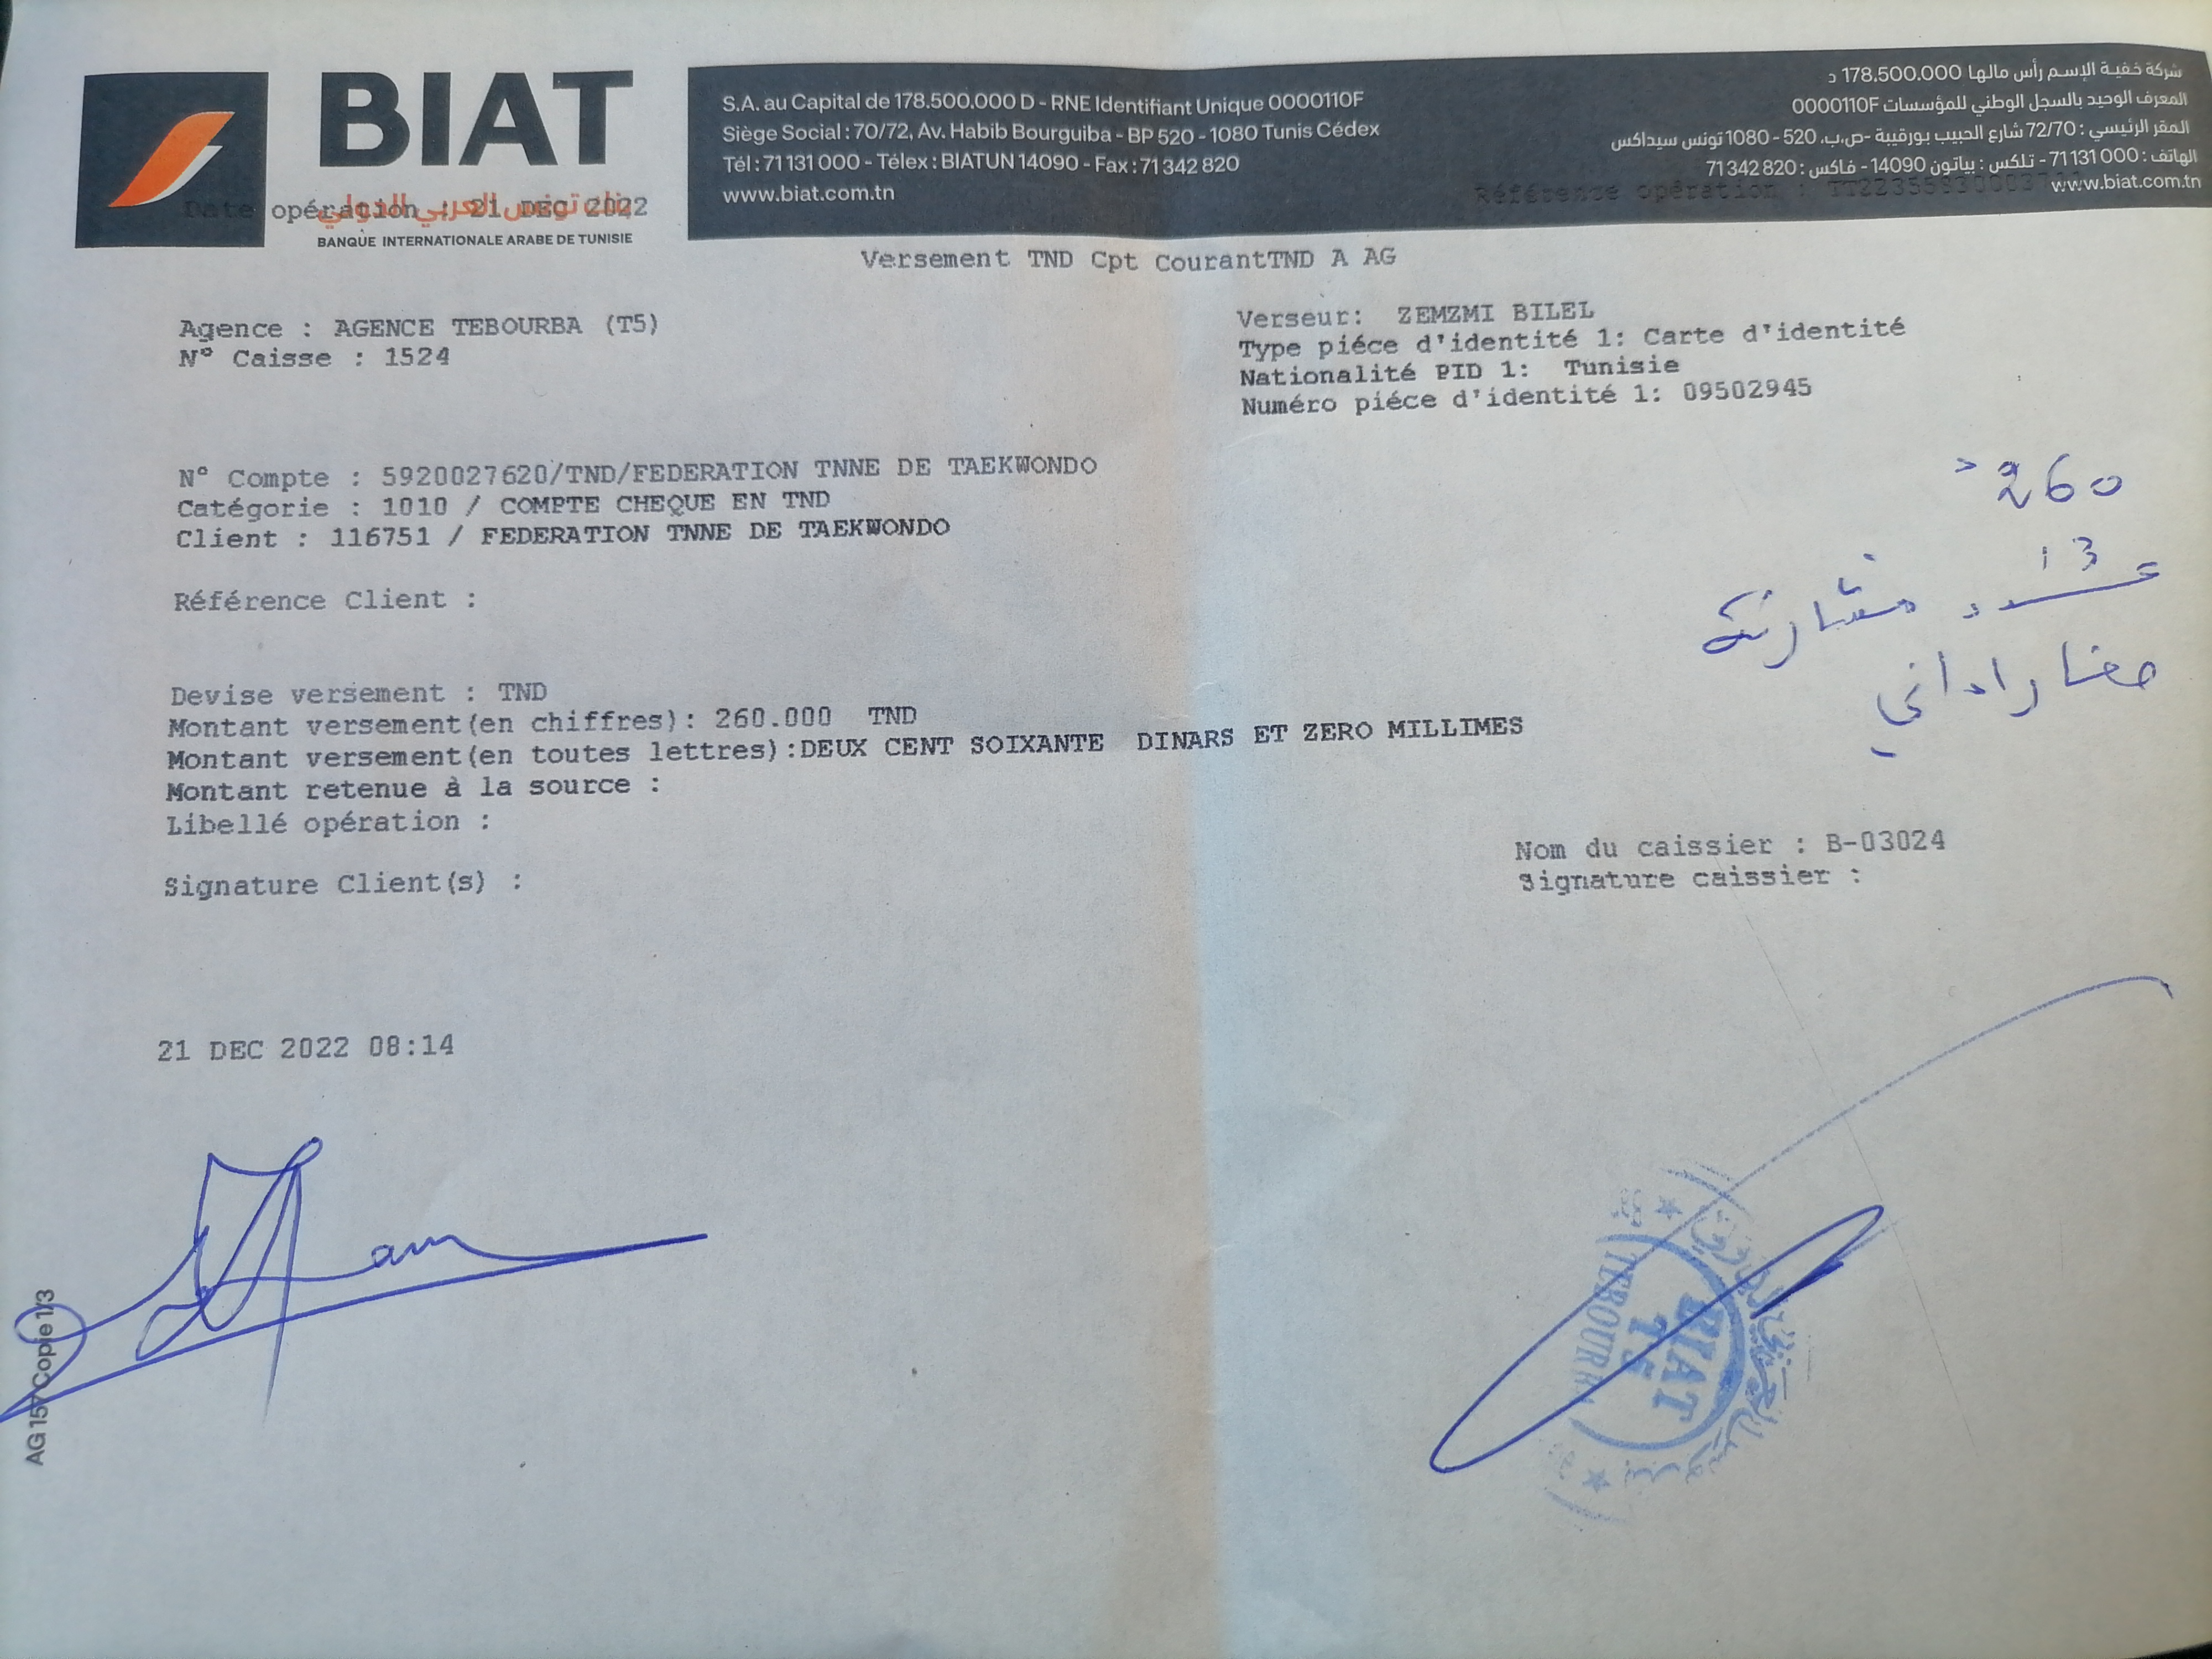 BIAT
بنك تونس العربي الدولي
BANQUE INTERNATIONALE ARABE DE TUNISIE
S.A. au Capital de 178.500.000 D - RNE Identifiant Unique 0000110F
Siège Social : 70/72, Av. Habib Bourguiba - BP 520 - 1080 Tunis Cédex
Tél : 71 131 000 - Télex : BIATUN 14090 - Fax : 71 342 820
www.biat.com.tn
شركة خفية الإسم رأس مالها 178.500.000 د
المعرف الوحيد بالسجل الوطني للمؤسسات 0000110F
المقر الرئيسي : 72/70 شارع الحبيب بورقيبة -ص.ب. 520 - 1080 تونس سيداكس
الهاتف : 71 131 000 - تلكس : بياتون 14090 - فاكس : 71 342 820
www.biat.com.tn
Date opération : 21 DEC 2022
Référence opération :
Versement TND Cpt CourantTND A AG
Agence : AGENCE TEBOURBA (T5)
N° Caisse : 1524
Verseur: ZEMZMI BILEL
Type piéce d'identité 1: Carte d'identité
Nationalité PID 1: Tunisie
Numéro piéce d'identité 1: 09502945
N° Compte : 5920027620/TND/FEDERATION TNNE DE TAEKWONDO
Catégorie : 1010 / COMPTE CHEQUE EN TND
Client : 116751 / FEDERATION TNNE DE TAEKWONDO
260
13
عدد مشاركة
Référence Client :
Devise versement : TND
Montant versement(en chiffres): 260.000 TND
Montant versement(en toutes lettres):DEUX CENT SOIXANTE DINARS ET ZERO MILLIMES
Montant retenue à la source :
Libellé opération :
Signature Client(s) :
Nom du caissier : B-03024
Signature caissier :
21 DEC 2022 08:14
BIAT
T5
AG 157 Copie 1/3